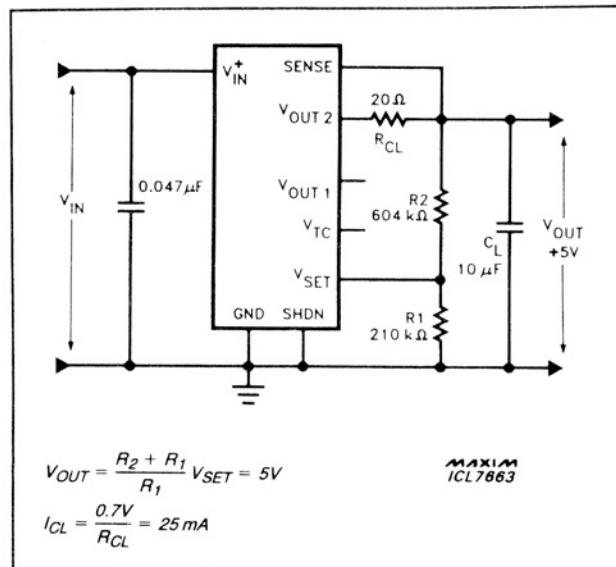 V+IN
SENSE
VOUT 2
20Ω
RCL
VIN
0.047μF
VOUT 1
R2
604 kΩ
VTC
CL
10 μF
VOUT
+5V
VSET
GND SHDN
R1
210 kΩ
VOUT = R2 + R1 / R1 VSET = 5V
MAXIM
ICL7663
ICL = 0.7V / RCL = 25 mA